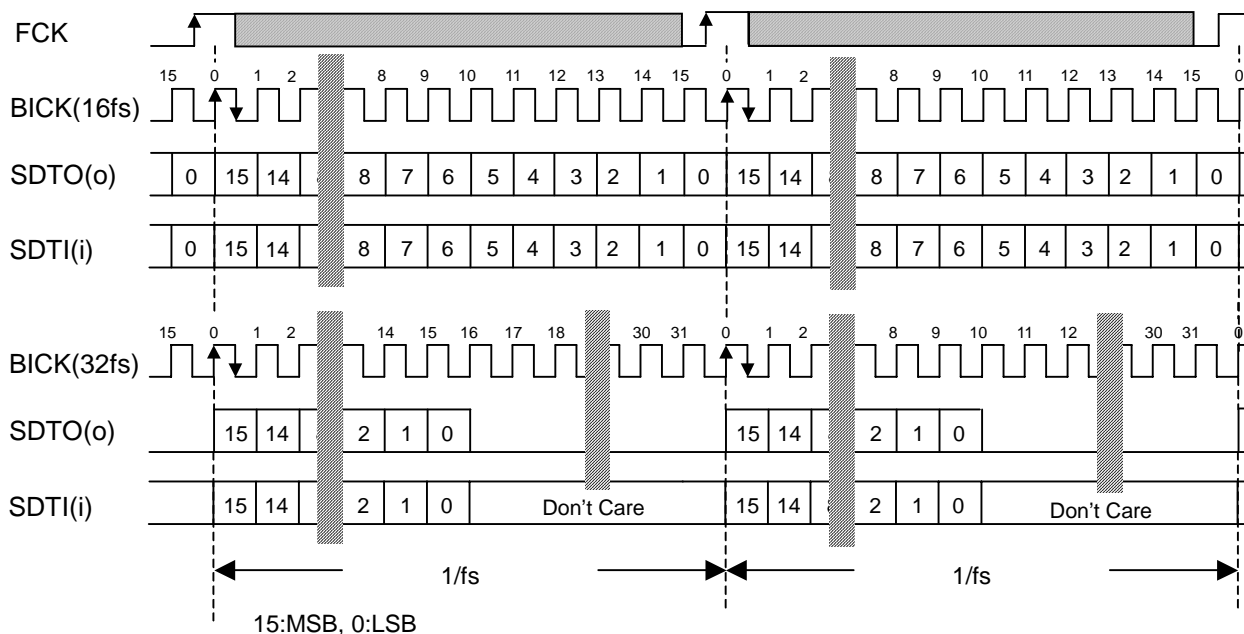 FCK
15 0 1 2 8 9 10 11 12 13 14 15 0 1 2 8 9 10 11 12 13 14 15 0
BICK(16fs)
SDTO(o) 0 15 14 8 7 6 5 4 3 2 1 0 15 14 8 7 6 5 4 3 2 1 0
SDTI(i) 0 15 14 8 7 6 5 4 3 2 1 0 15 14 8 7 6 5 4 3 2 1 0
15 0 1 2 14 15 16 17 18 30 31 0 1 2 8 9 10 11 12 30 31 0
BICK(32fs)
SDTO(o) 15 14 2 1 0 15 14 2 1 0
SDTI(i) 15 14 2 1 0 Don't Care 15 14 2 1 0 Don't Care
1/fs 1/fs
15:MSB, 0:LSB